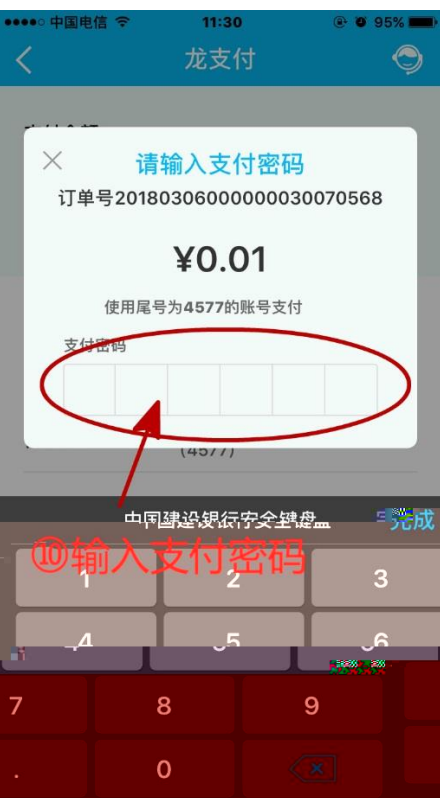 中国电信 11:30 95%
龙支付
请输入支付密码
订单号20180306000000030070568
¥0.01
使用尾号为4577的账号支付
支付密码
(4577)
中国建设银行安全键盘 完成
⑩输入支付密码
1 2 3
4 5 6
7 8 9
. 0